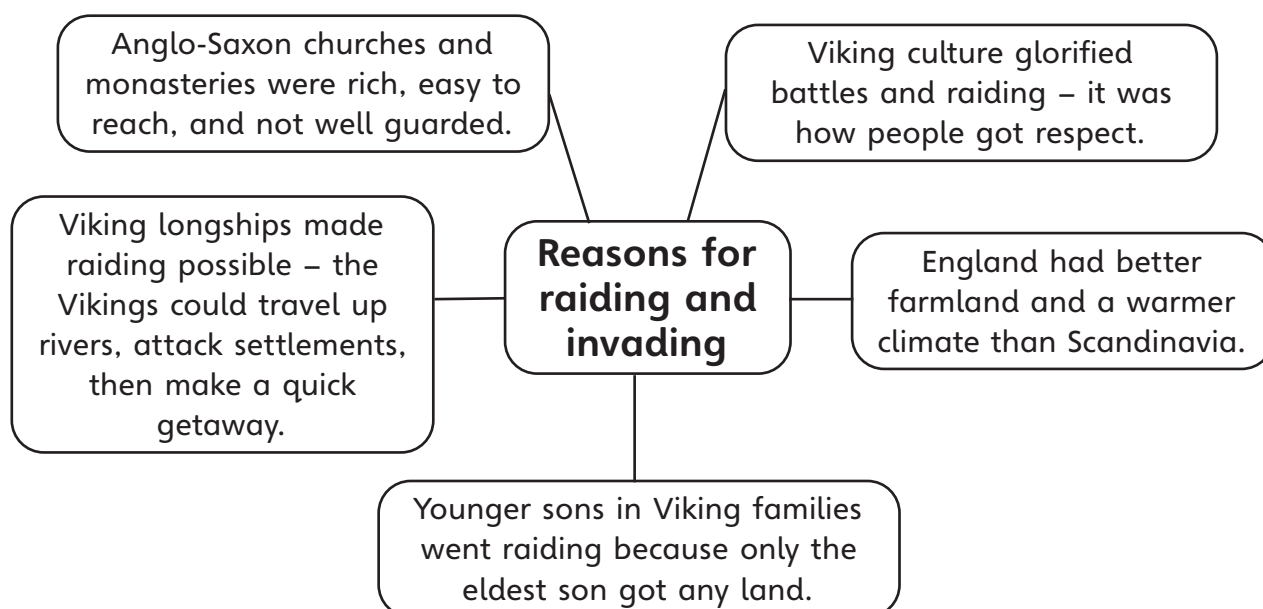 Anglo-Saxon churches and
monasteries were rich, easy to
reach, and not well guarded.
Viking culture glorified
battles and raiding – it was
how people got respect.
Viking longships made
raiding possible – the
Vikings could travel up
rivers, attack settlements,
then make a quick
getaway.
Reasons for
raiding and
invading
England had better
farmland and a warmer
climate than Scandinavia.
Younger sons in Viking families
went raiding because only the
eldest son got any land.